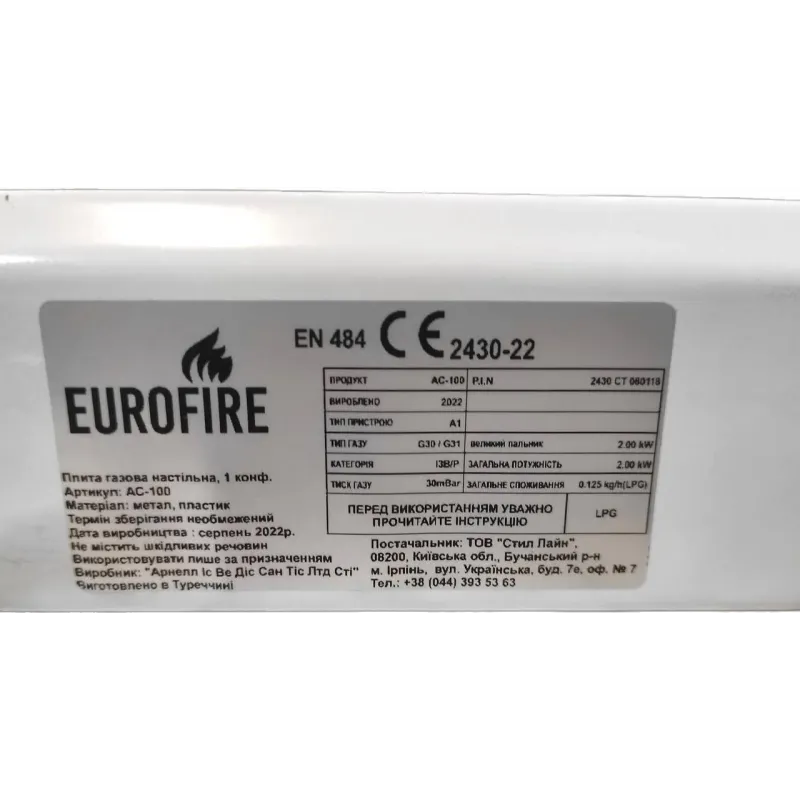 EUROFIRE
EN 484 CE 2430-22
ПРОДУКТ AC-100 P.I.N 2430 CT 060118
ВИРОБЛЕНО 2022
ТИП ПРИСТРОЮ A1
ТИП ГАЗУ G30 / G31 великий пальник 2.00 kW
КАТЕГОРІЯ I3B/P ЗАГАЛЬНА ПОТУЖНІСТЬ 2.00 kW
ТИСК ГАЗУ 30mBar ЗАГАЛЬНЕ СПОЖИВАННЯ 0.125 kg/h(LPG)
ПЕРЕД ВИКОРИСТАННЯМ УВАЖНО
ПРОЧИТАЙТЕ ІНСТРУКЦІЮ
LPG
Плита газова настільна, 1 конф.
Артикул: AC-100
Матеріал: метал, пластик
Термін зберігання необмежений
Дата виробництва : серпень 2022р.
Не містить шкідливих речовин
Використовувати лише за призначенням
Виробник: "Арнелл Іс Ве Діс Сан Тіс Лтд Сті"
Виготовлено в Туреччині
Постачальник: ТОВ "Стил Лайн",
08200, Київська обл., Бучанський р-н
м. Ірпінь, вул. Українська, буд. 7е, оф. № 7
Тел.: +38 (044) 393 53 63